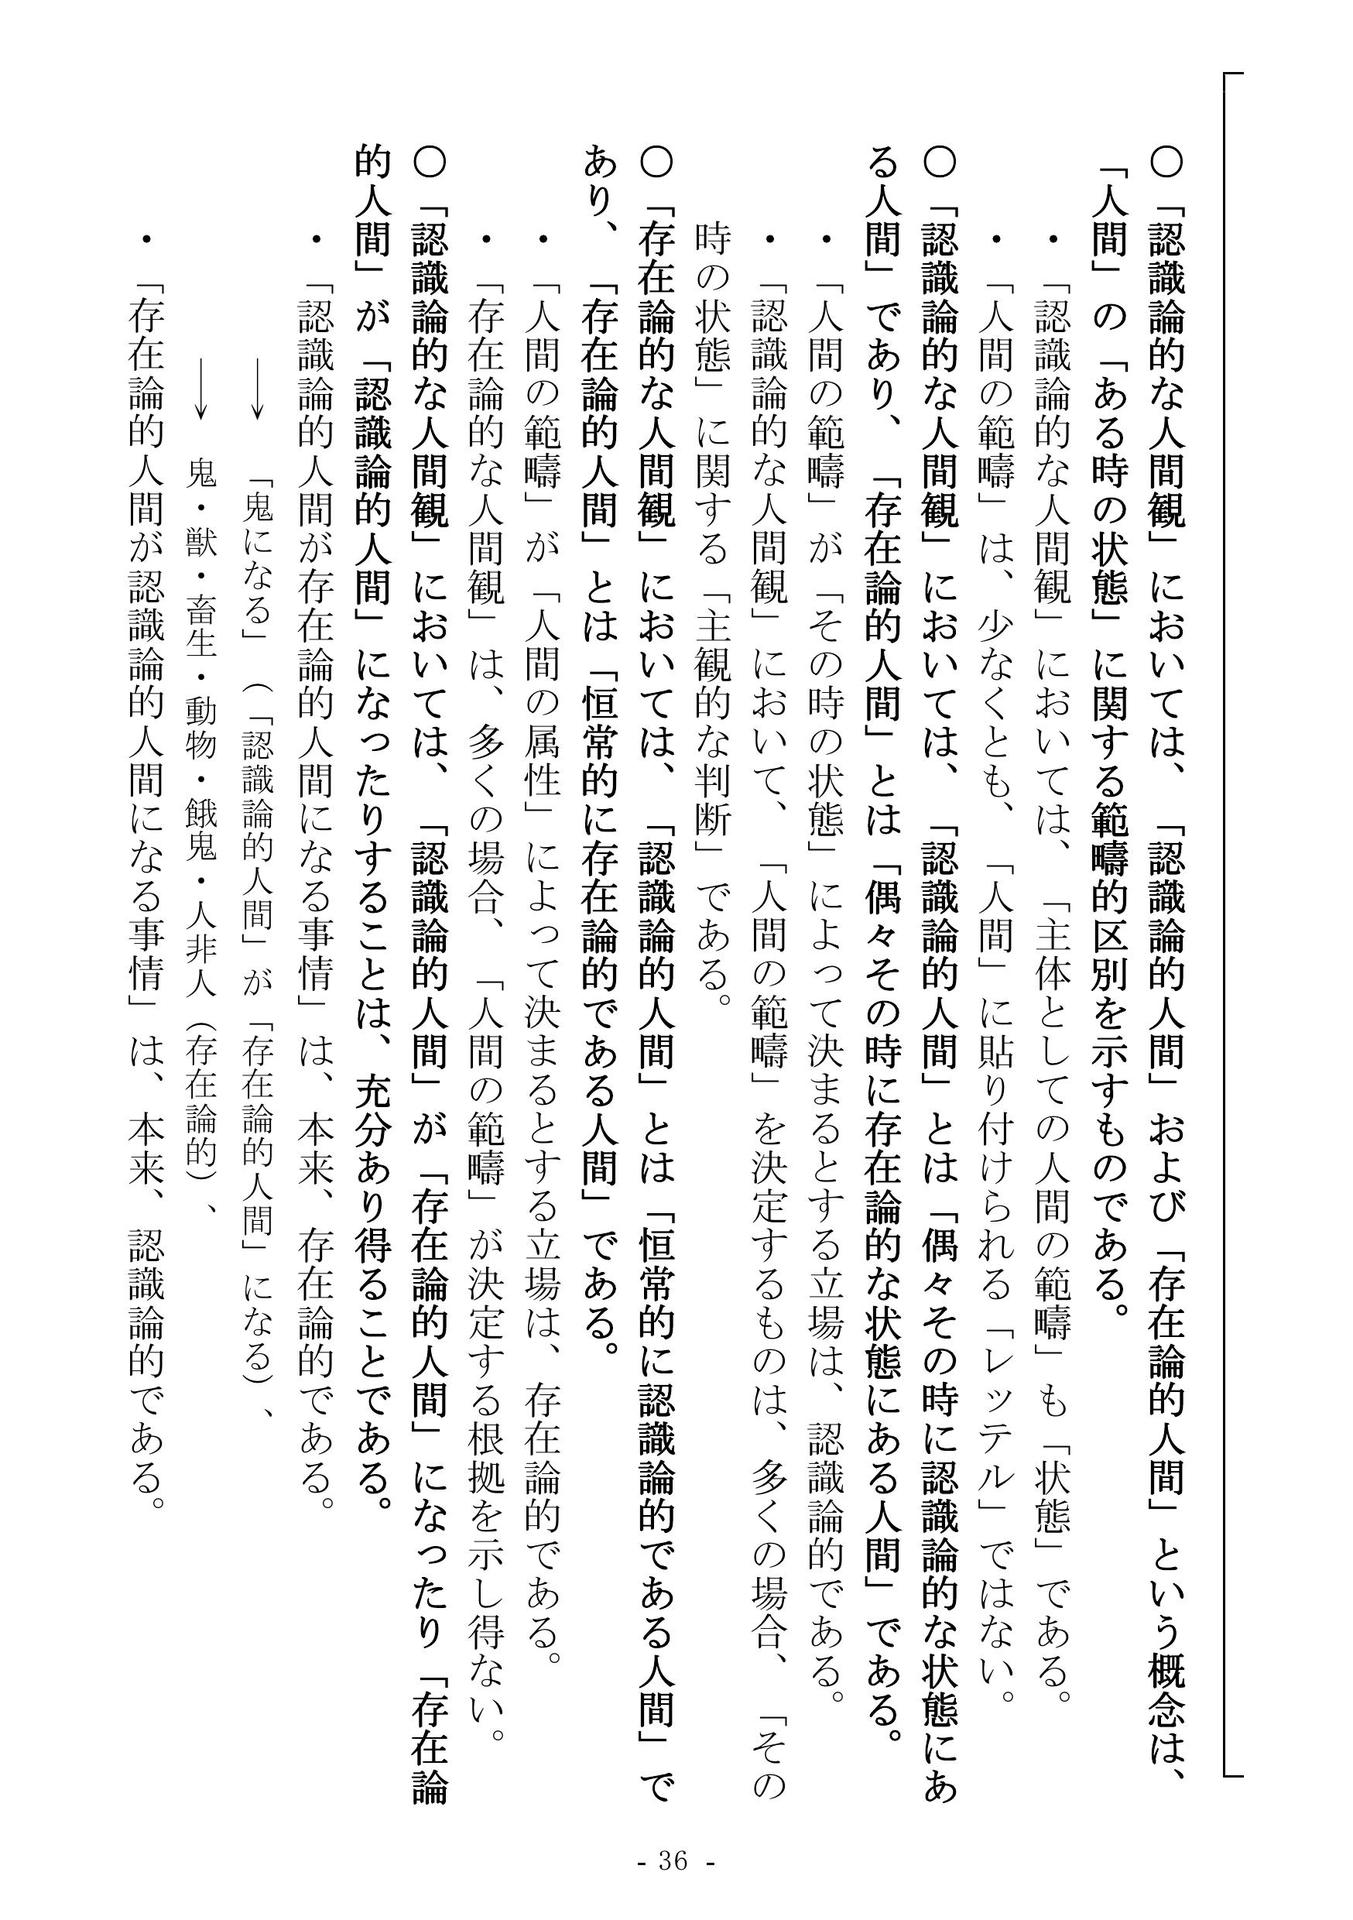 ○「認識論的な人間観」においては、「認識論的人間」および「存在論的人間」という概念は、
「人間」の「ある時の状態」に関する範疇的区別を示すものである。
・「認識論的な人間観」においては、「主体としての人間の範疇」も「状態」である。
・「人間の範疇」は、少なくとも、「人間」に貼り付けられる「レッテル」ではない。
○「認識論的な人間観」においては、「認識論的人間」とは「偶々その時に認識論的な状態にあ
る人間」であり、「存在論的人間」とは「偶々その時に存在論的な状態にある人間」である。
・「人間の範疇」が「その時の状態」によって決まるとする立場は、認識論的である。
・「認識論的な人間観」において、「人間の範疇」を決定するものは、多くの場合、「その
時の状態」に関する「主観的な判断」である。
○「存在論的な人間観」においては、「認識論的人間」とは「恒常的に認識論的である人間」で
あり、「存在論的人間」とは「恒常的に存在論的である人間」である。
・「人間の範疇」が「人間の属性」によって決まるとする立場は、存在論的である。
・「存在論的な人間観」は、多くの場合、「人間の範疇」が決定する根拠を示し得ない。
○「認識論的な人間観」においては、「認識論的人間」が「存在論的人間」になったり「存在論
的人間」が「認識論的人間」になったりすることは、充分あり得ることである。
・「認識論的人間が存在論的人間になる事情」は、本来、存在論的である。
→「鬼になる」（「認識論的人間」が「存在論的人間」になる）、
→鬼・獣・畜生・動物・餓鬼・人非人（存在論的）、
・「存在論的人間が認識論的人間になる事情」は、本来、認識論的である。
- 36 -